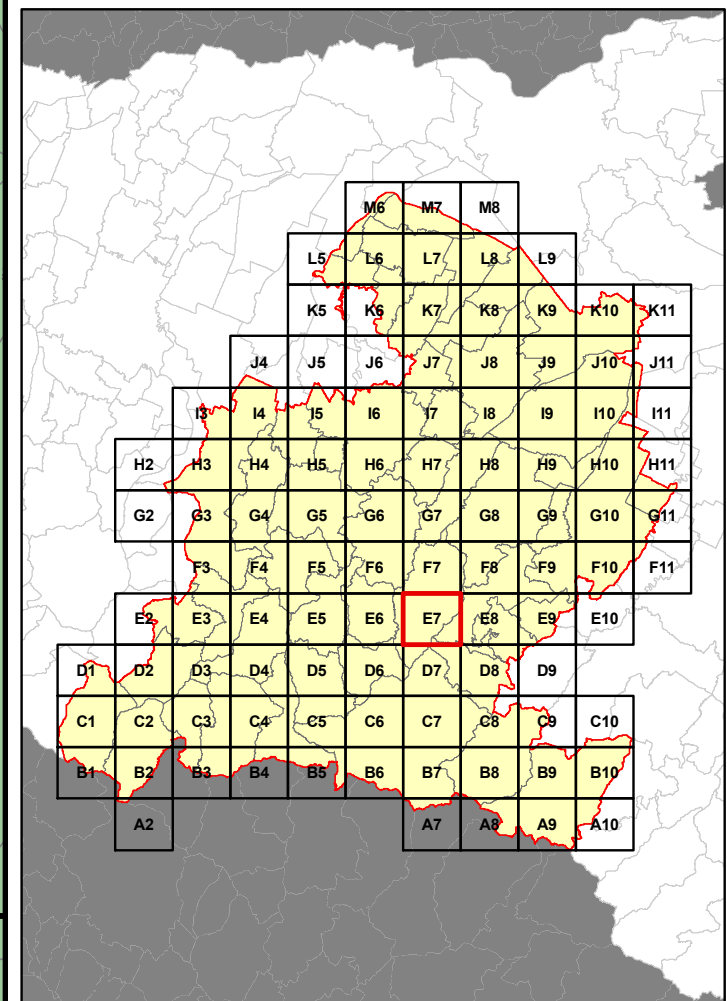 M6 M7 M8
L5 L6 L7 L8 L9
K5 K6 K7 K8 K9 K10 K11
J4 J5 J6 J7 J8 J9 J10 J11
I3 I4 I5 I6 I7 I8 I9 I10 I11
H2 H3 H4 H5 H6 H7 H8 H9 H10 H11
G2 G3 G4 G5 G6 G7 G8 G9 G10 G11
F3 F4 F5 F6 F7 F8 F9 F10 F11
E2 E3 E4 E5 E6 E7 E8 E9 E10
D1 D2 D3 D4 D5 D6 D7 D8 D9
C1 C2 C3 C4 C5 C6 C7 C8 C9 C10
B1 B2 B3 B4 B5 B6 B7 B8 B9 B10
A2 A7 A8 A9 A10